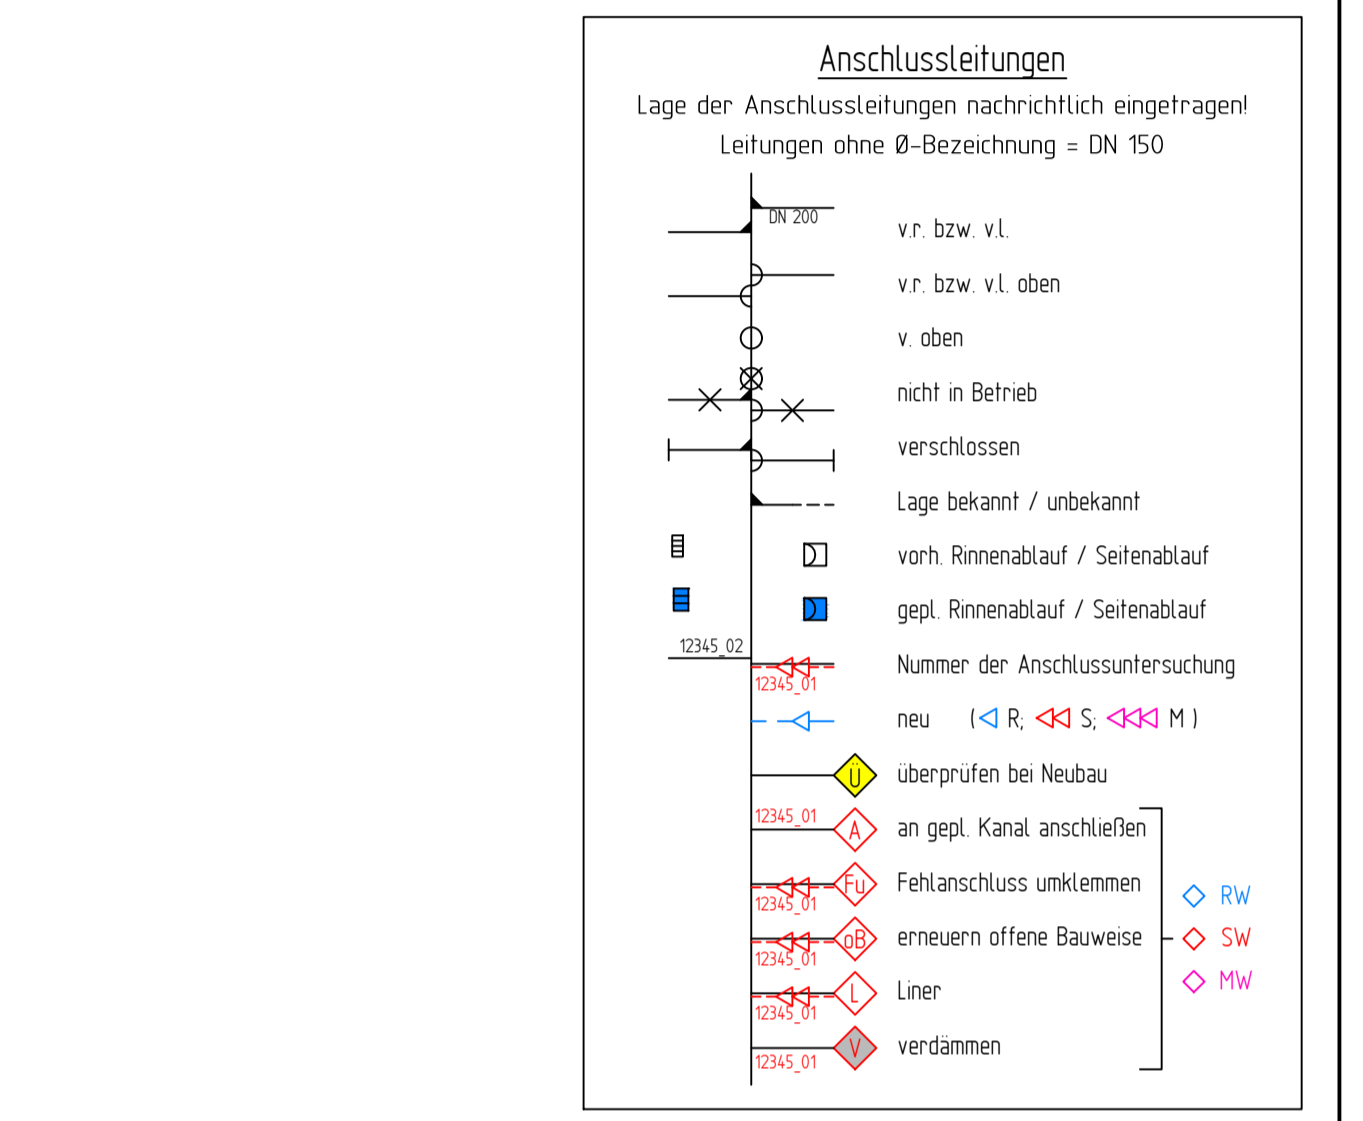 Anschlussleitungen
Lage der Anschlussleitungen nachrichtlich eingetragen!
Leitungen ohne Ø-Bezeichnung = DN 150
DN 200
v.r. bzw. v.l.
v.r. bzw. v.l. oben
v. oben
nicht in Betrieb
verschlossen
Lage bekannt / unbekannt
vorh. Rinnenablauf / Seitenablauf
gepl. Rinnenablauf / Seitenablauf
12345_02
12345_01
Nummer der Anschlussuntersuchung
neu ( R; S; M )
Ü überprüfen bei Neubau
12345_01
A an gepl. Kanal anschließen
Fu Fehlanschluss umklemmen
12345_01
oB erneuern offene Bauweise
12345_01
L Liner
12345_01
V verdämmen
12345_01
RW
SW
MW